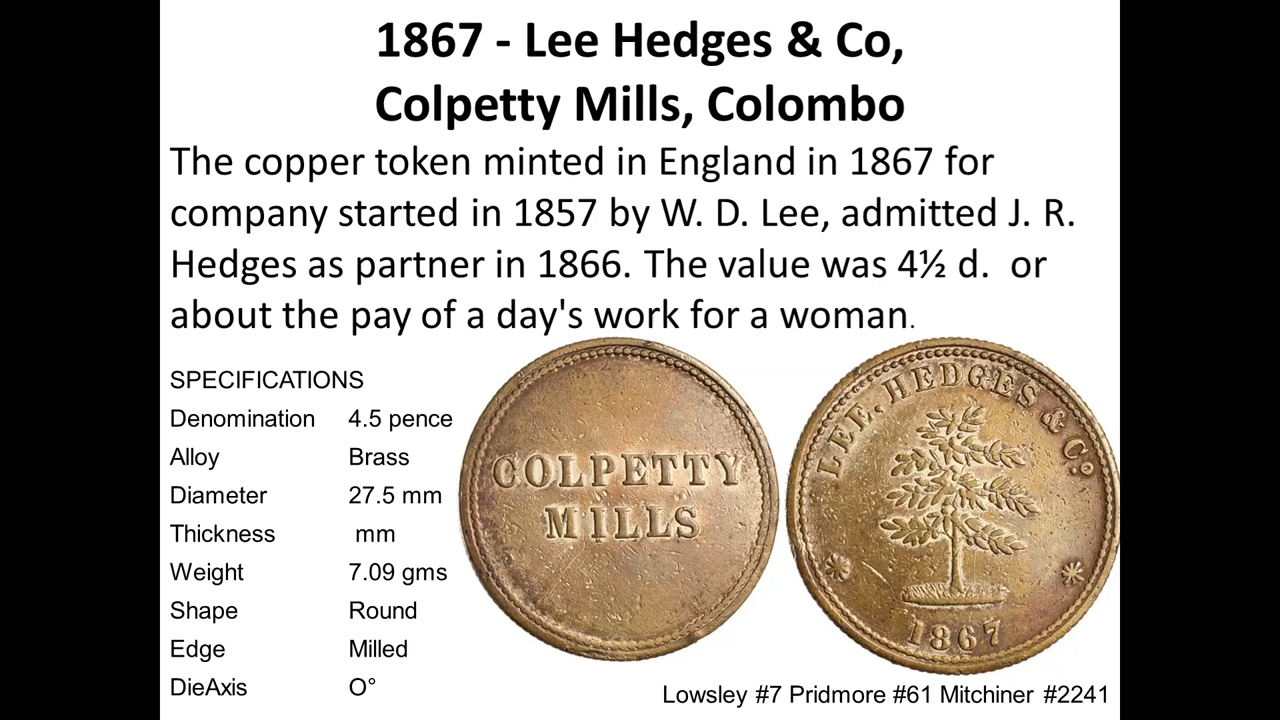 1867 - Lee Hedges & Co,
Colpetty Mills, Colombo
The copper token minted in England in 1867 for
company started in 1857 by W. D. Lee, admitted J. R.
Hedges as partner in 1866. The value was 4½ d.  or
about the pay of a day's work for a woman.
SPECIFICATIONS
Denomination 4.5 pence
Alloy Brass
Diameter 27.5 mm
Thickness mm
Weight 7.09 gms
Shape Round
Edge Milled
DieAxis O°
COLPETTY
MILLS
LEE, HEDGES & Co
1867
Lowsley #7 Pridmore #61 Mitchiner #2241